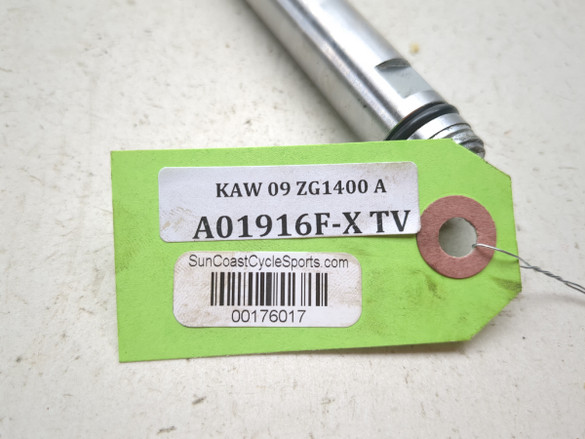 KAW 09 ZG1400 A
A01916F-X TV
SunCoastCycleSports.com
00176017